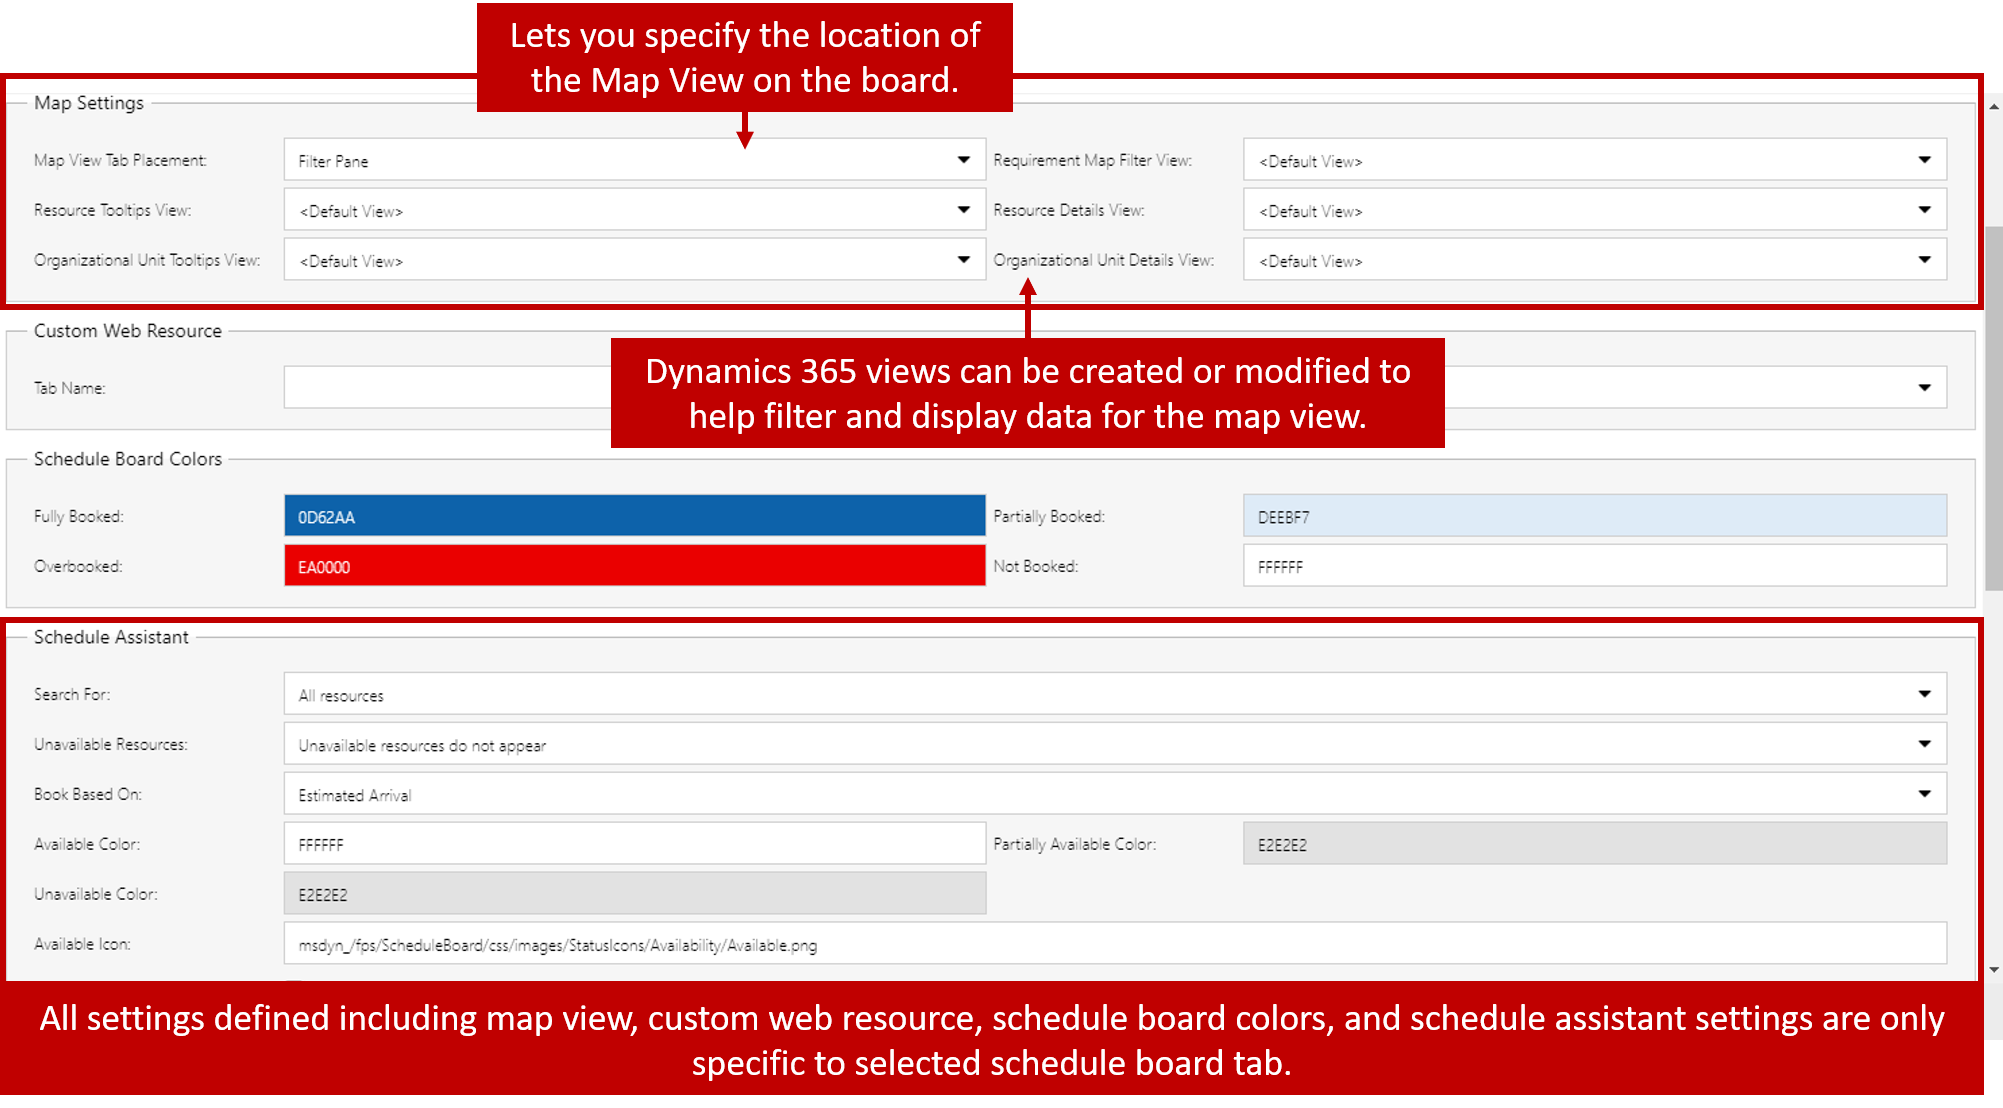 Lets you specify the location of
the Map View on the board.
Map Settings
Map View Tab Placement: Filter Pane Requirement Map Filter View: <Default View>
Resource Tooltips View: <Default View> Resource Details View: <Default View>
Organizational Unit Tooltips View: <Default View> Organizational Unit Details View: <Default View>
Custom Web Resource
Dynamics 365 views can be created or modified to
help filter and display data for the map view.
Tab Name:
Schedule Board Colors
Fully Booked: 0D62AA Partially Booked: DEEBF7
Overbooked: EA0000 Not Booked: FFFFFF
Schedule Assistant
Search For: All resources
Unavailable Resources: Unavailable resources do not appear
Book Based On: Estimated Arrival
Available Color: FFFFFF Partially Available Color: E2E2E2
Unavailable Color: E2E2E2
Available Icon: msdyn_/fps/ScheduleBoard/css/images/StatusIcons/Availability/Available.png
All settings defined including map view, custom web resource, schedule board colors, and schedule assistant settings are only
specific to selected schedule board tab.